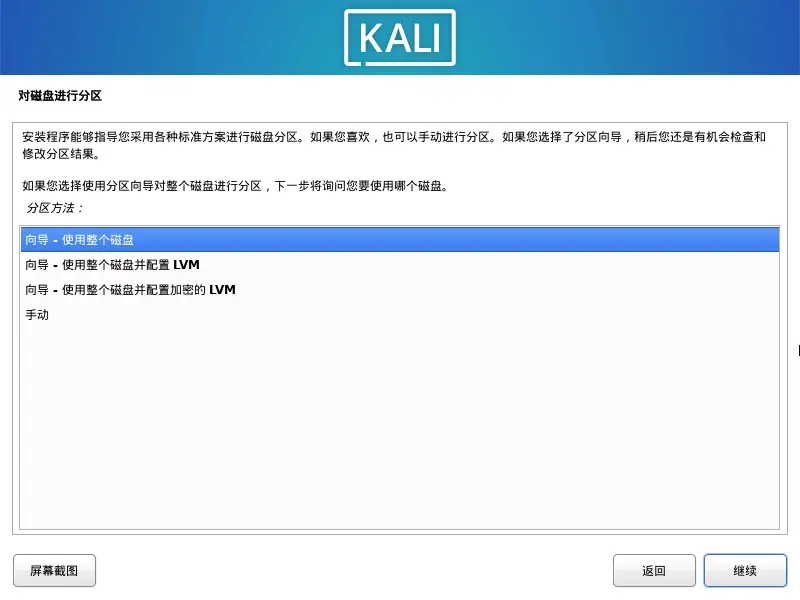 KALI
对磁盘进行分区
安装程序能够指导您采用各种标准方案进行磁盘分区。如果您喜欢，也可以手动进行分区。如果您选择了分区向导，稍后您还是有机会检查和
修改分区结果。
如果您选择使用分区向导对整个磁盘进行分区，下一步将询问您要使用哪个磁盘。
分区方法：
向导 - 使用整个磁盘
向导 - 使用整个磁盘并配置 LVM
向导 - 使用整个磁盘并配置加密的 LVM
手动
屏幕截图
返回
继续